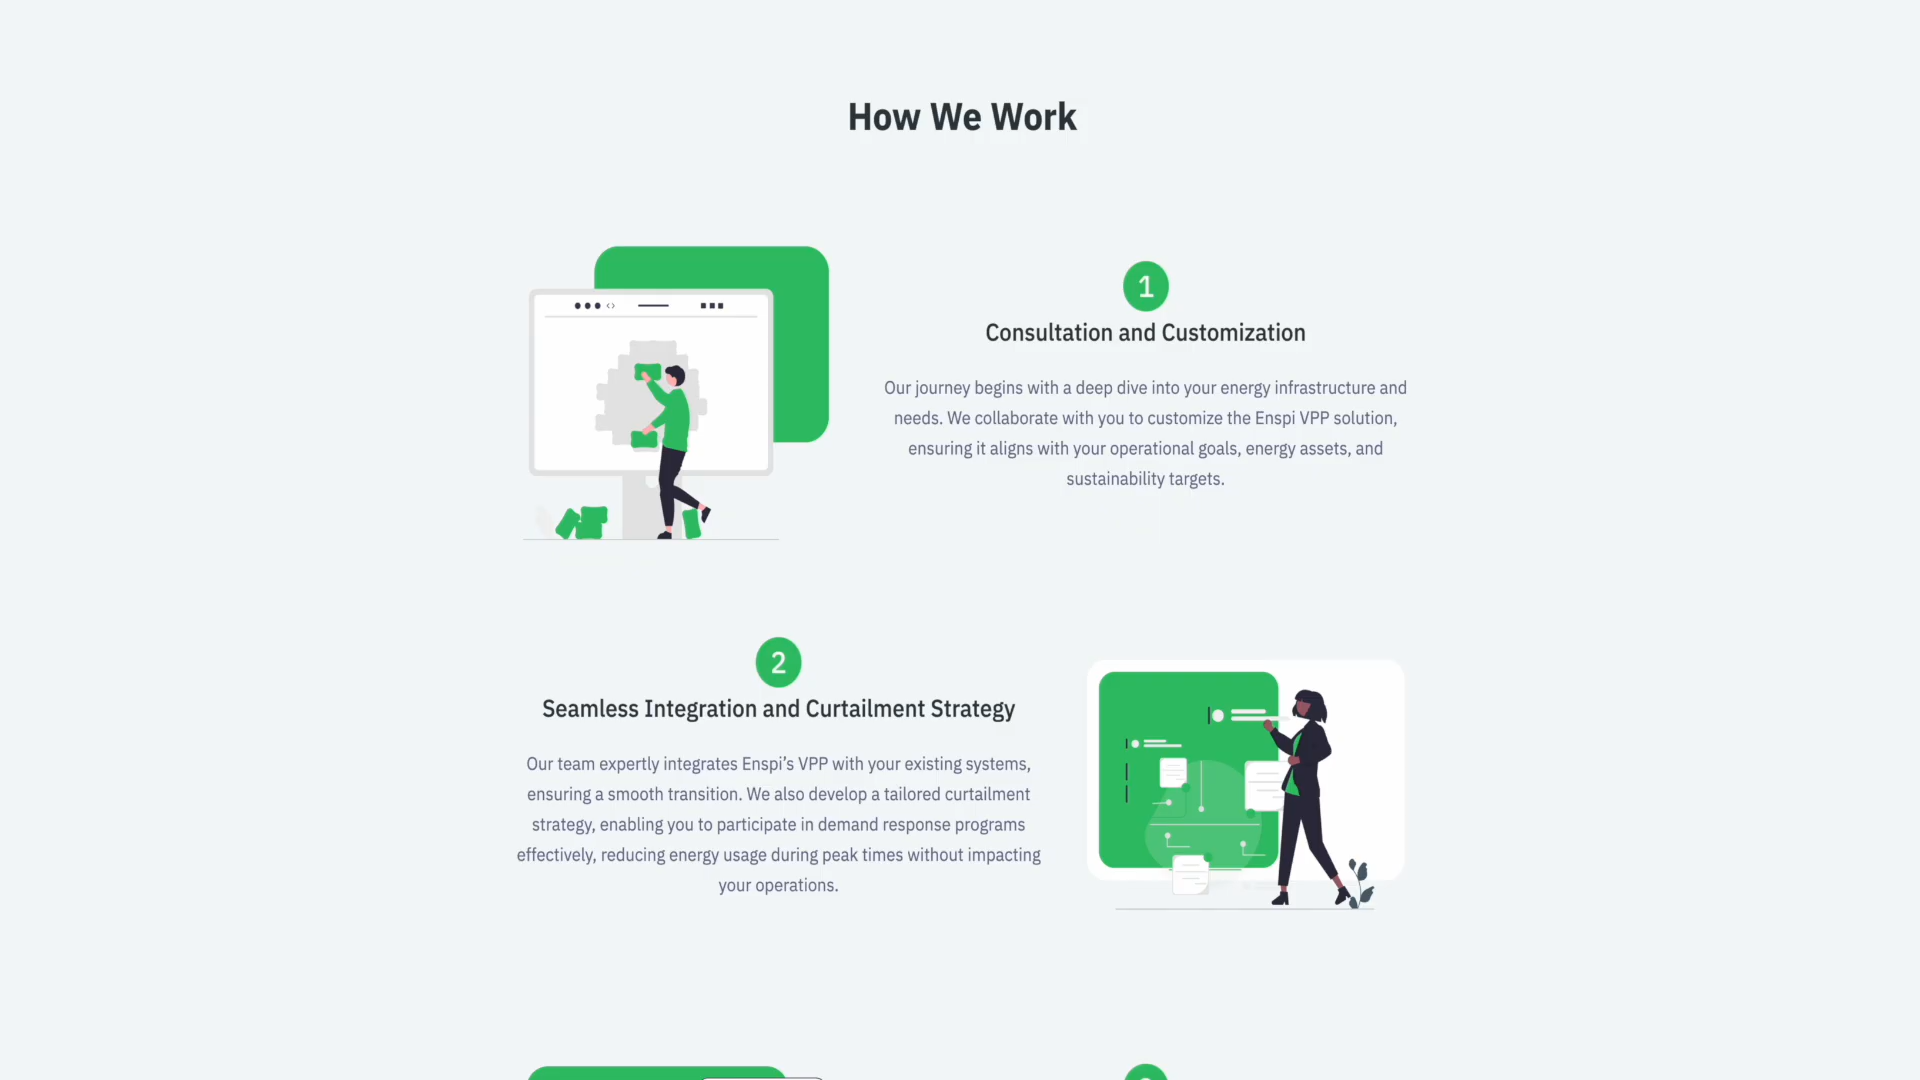 How We Work
1
Consultation and Customization
Our journey begins with a deep dive into your energy infrastructure and
needs. We collaborate with you to customize the Enspi VPP solution,
ensuring it aligns with your operational goals, energy assets, and
sustainability targets.
2
Seamless Integration and Curtailment Strategy
Our team expertly integrates Enspi’s VPP with your existing systems,
ensuring a smooth transition. We also develop a tailored curtailment
strategy, enabling you to participate in demand response programs
effectively, reducing energy usage during peak times without impacting
your operations.